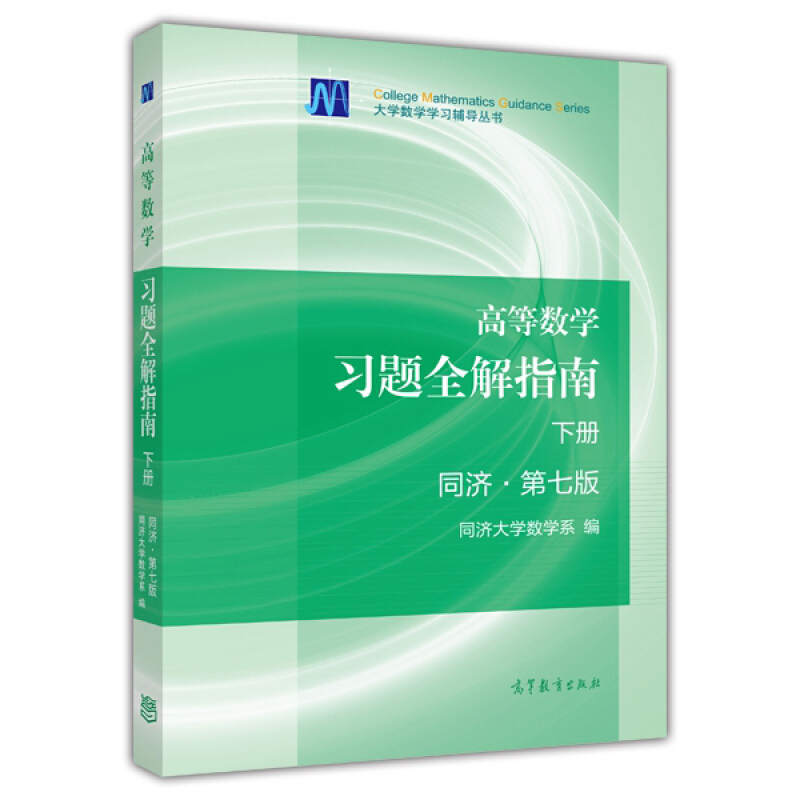 College Mathematics Guidance Series
大学数学学习辅导丛书
高等数学
习题全解指南
下册
同济·第七版
同济大学数学系 编
高等教育出版社
高等数学
习题全解指南
下册
同济·第七版
同济大学数学系 编